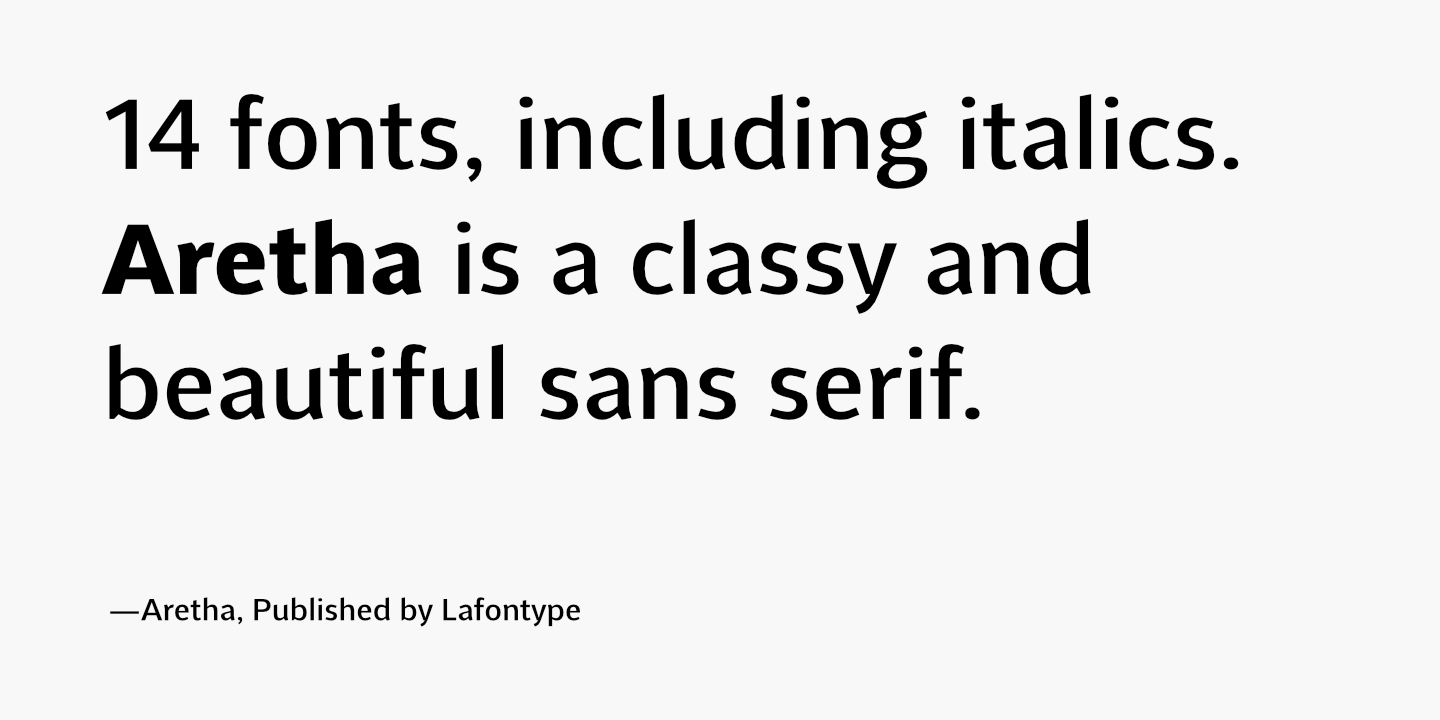 14 fonts, including italics.
Aretha is a classy and
beautiful sans serif.
—Aretha, Published by Lafontype